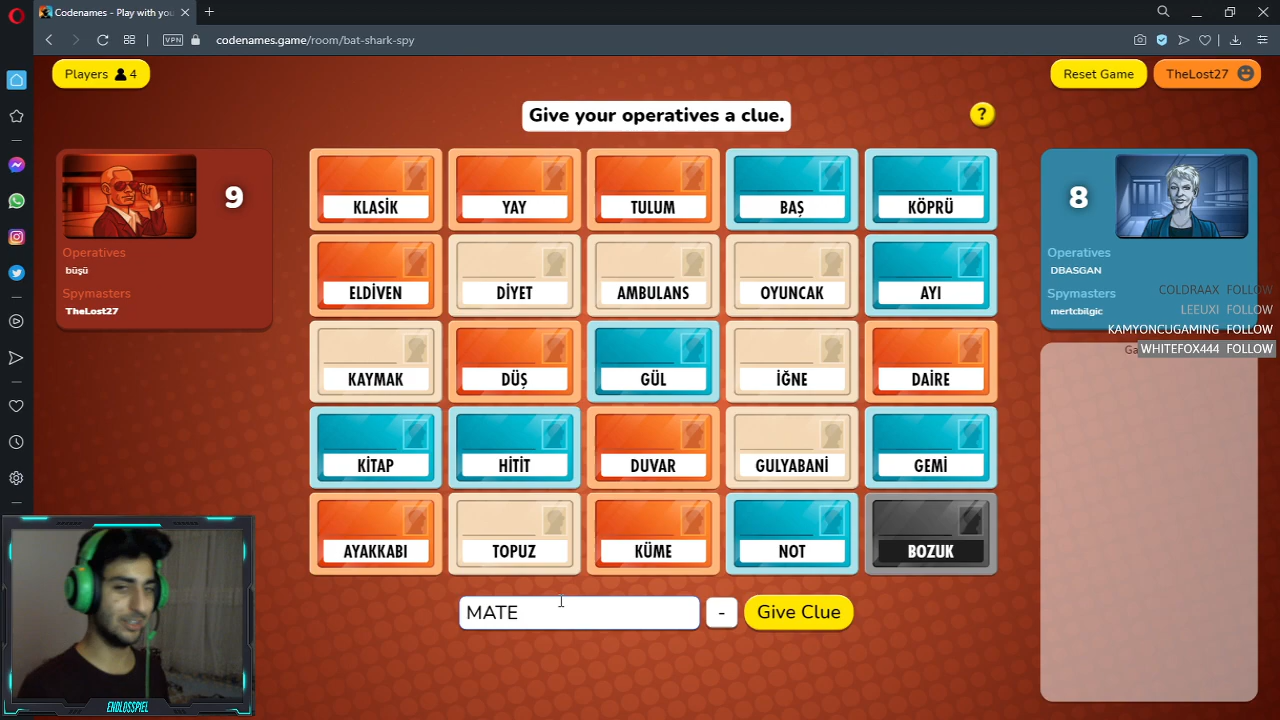 Codenames - Play with you
codenames.game/room/bat-shark-spy
VPN
Players 4
Reset Game
TheLost27
Give your operatives a clue.
?
9
Operatives
büşü
Spymasters
TheLost27
8
Operatives
DBASGAN
Spymasters
mertcbilgic
COLDRAAX FOLLOW
LEEUXI FOLLOW
KAMYONCUGAMING FOLLOW
WHITEFOX444 FOLLOW
KLASİK
YAY
TULUM
BAŞ
KÖPRÜ
ELDİVEN
DİYET
AMBULANS
OYUNCAK
AYI
KAYMAK
DÜŞ
GÜL
İĞNE
DAİRE
KİTAP
HİTİT
DUVAR
GULYABANİ
GEMİ
AYAKKABI
TOPUZ
KÜME
NOT
BOZUK
MATE
-
Give Clue
ENDLOSSPIEL